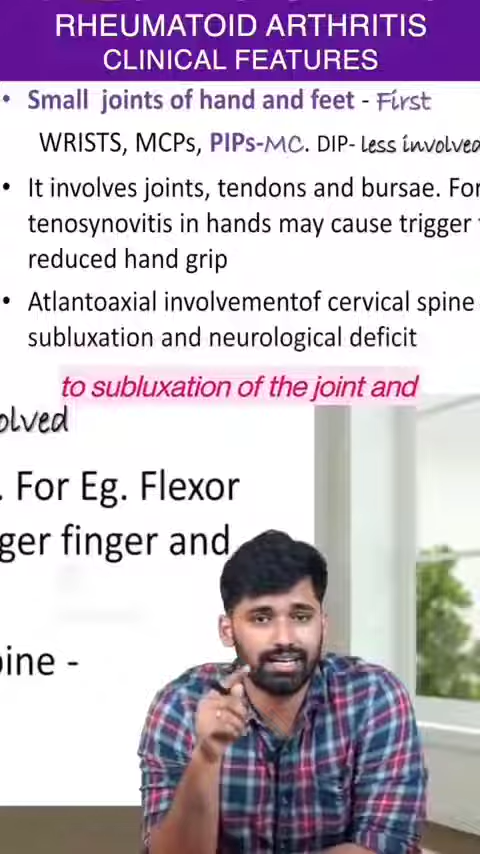 RHEUMATOID ARTHRITIS
CLINICAL FEATURES
• Small joints of hand and feet - First
WRISTS, MCPs, PIPs-MC. DIP- less involved
• It involves joints, tendons and bursae. For
tenosynovitis in hands may cause trigger
reduced hand grip
• Atlantoaxial involvementof cervical spine
subluxation and neurological deficit
to subluxation of the joint and
olved
. For Eg. Flexor
ger finger and
pine -